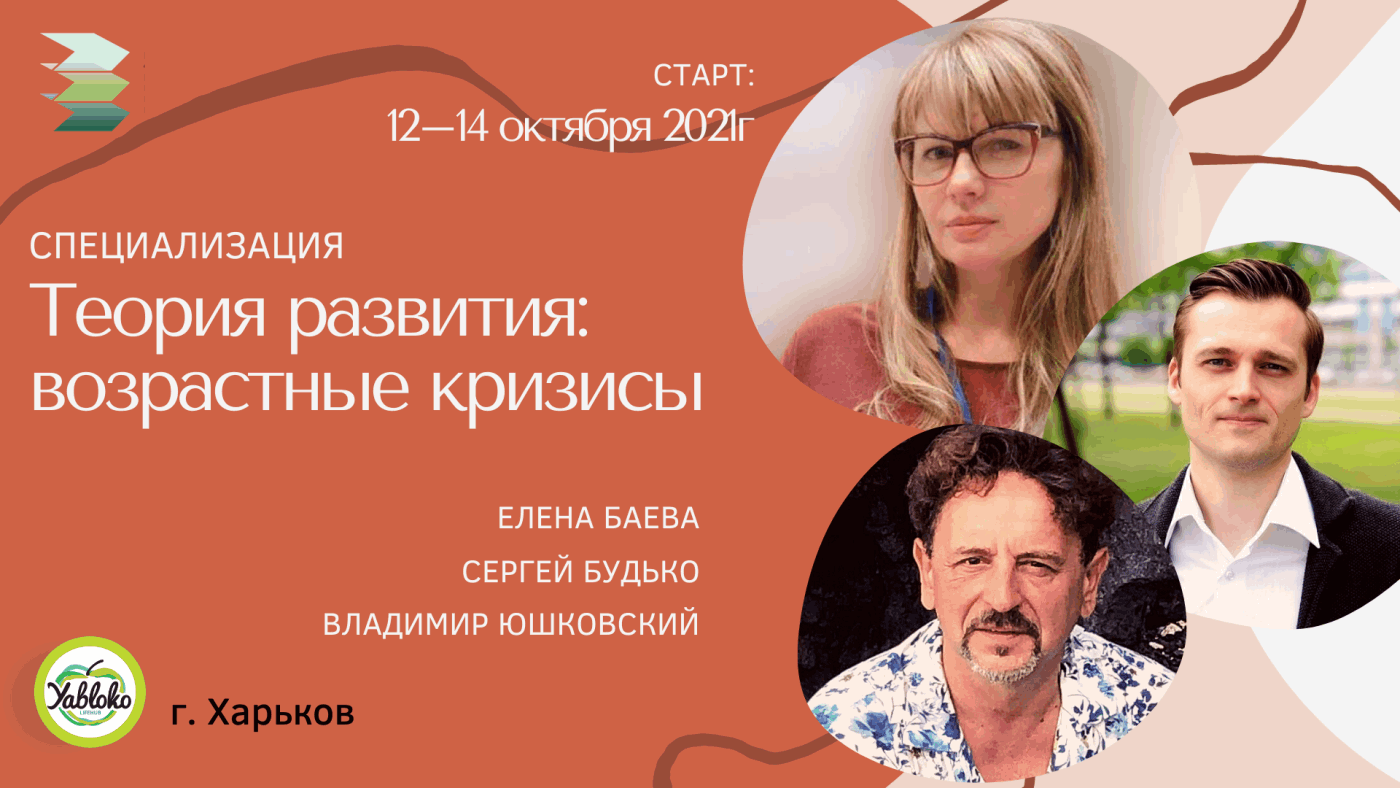 СТАРТ:
12—14 октября 2021г
СПЕЦИАЛИЗАЦИЯ
Теория развития:
возрастные кризисы
ЕЛЕНА БАЕВА
СЕРГЕЙ БУДЬКО
ВЛАДИМИР ЮШКОВСКИЙ
Yabloko
г. Харьков